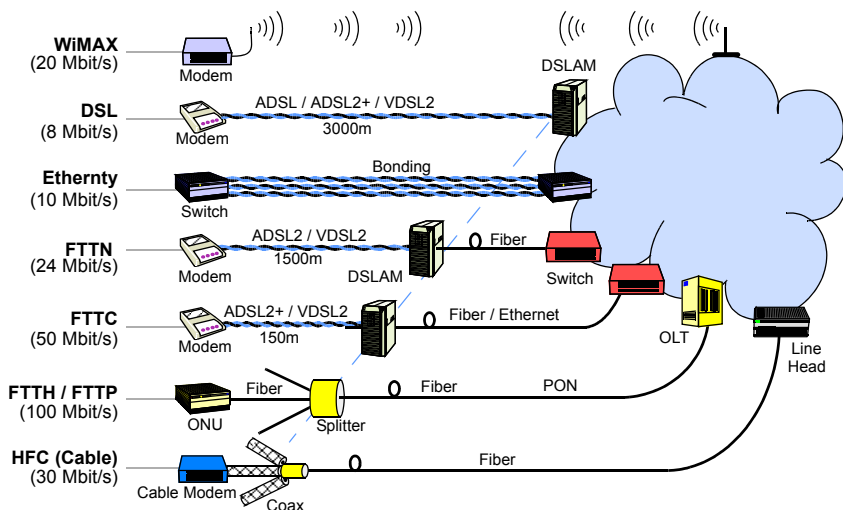 WiMAX
(20 Mbit/s)
Modem
DSLAM
DSL
(8 Mbit/s)
Modem
ADSL / ADSL2+ / VDSL2
3000m
Ethernty
(10 Mbit/s)
Switch
Bonding
FTTN
(24 Mbit/s)
Modem
ADSL2 / VDSL2
1500m
DSLAM
Fiber
Switch
FTTC
(50 Mbit/s)
Modem
ADSL2+ / VDSL2
150m
Fiber / Ethernet
OLT
Line
Head
FTTH / FTTP
(100 Mbit/s)
ONU
Fiber
Splitter
Fiber
PON
HFC (Cable)
(30 Mbit/s)
Cable Modem
Coax
Fiber